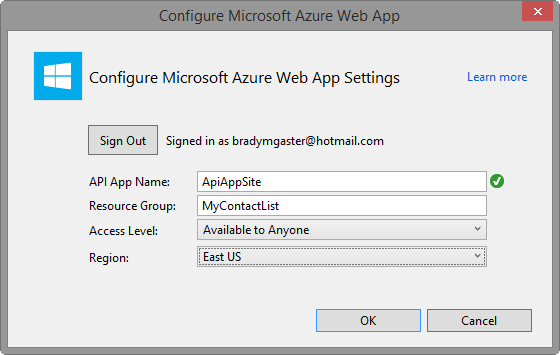 Configure Microsoft Azure Web App
Configure Microsoft Azure Web App Settings
Learn more
Sign Out
Signed in as bradymgaster@hotmail.com
API App Name:
ApiAppSite
Resource Group:
MyContactList
Access Level:
Available to Anyone
Region:
East US
OK
Cancel